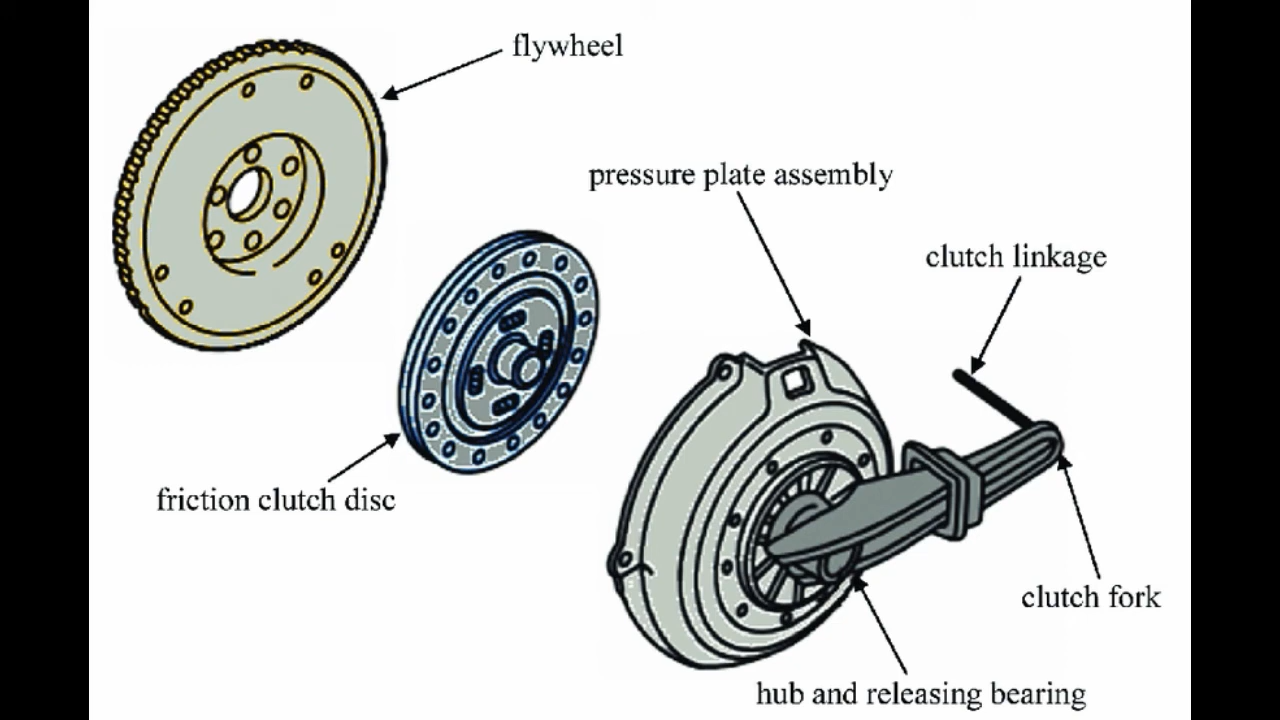 flywheel
pressure plate assembly
clutch linkage
friction clutch disc
clutch fork
hub and releasing bearing